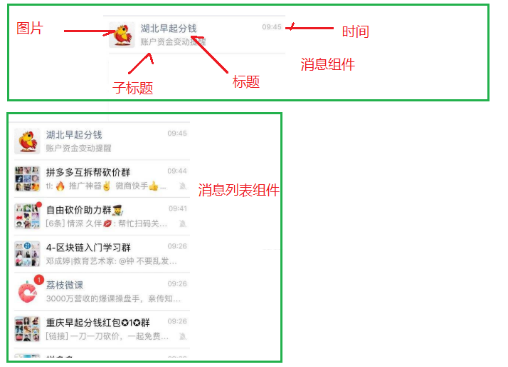 图片
湖北早起分钱
09:45
时间
账户资金变动提醒
消息组件
子标题
标题
湖北早起分钱 09:45
账户资金变动提醒
拼多多互拆帮砍价群 09:44
tl: 🔥 推广神器✌ 微商快手👍...
消息列表组件
自由砍价助力群 09:41
[6条] 情深 久伴💋: 帮忙扫码关...
4-区块链入门学习群 09:26
邓成婷|教育艺术家: @钟 不要乱发...
1
荔枝微课 09:26
3000万营收的爆课操盘手，亲传知...
重庆早起分钱红包✪1✪群 09:26
[链接] 一刀一刀砍价，一起免费...